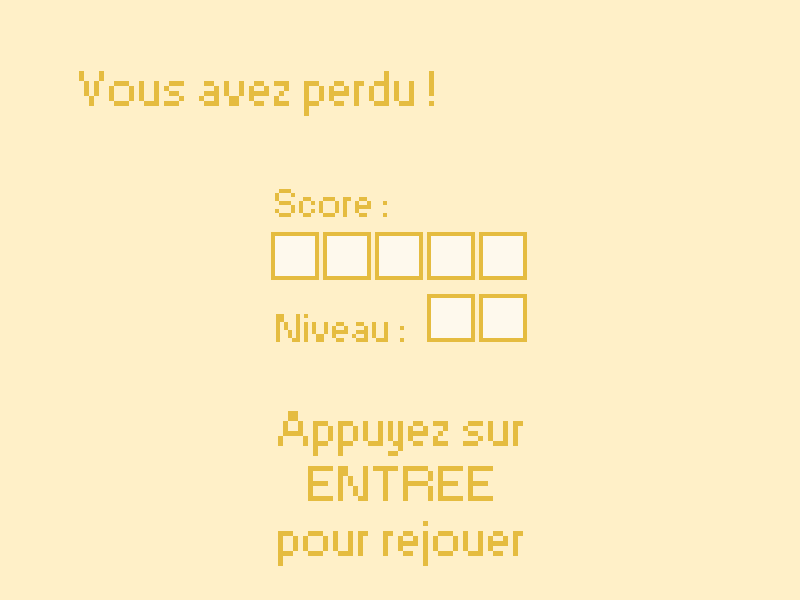 Vous avez perdu !
Score :
Niveau :
Appuyez sur
ENTREE
pour rejouer